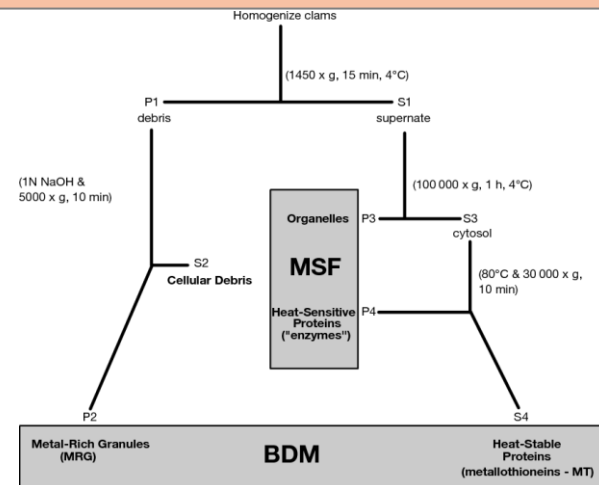 Homogenize clams
(1450 x g, 15 min, 4°C)
P1
S1
debris
supernate
(1N NaOH &
5000 x g, 10 min)
(100 000 x g, 1 h, 4°C)
Organelles
P3
S3
cytosol
MSF
S2
Cellular Debris
(80°C & 30 000 x g,
10 min)
Heat-Sensitive
Proteins
("enzymes")
P4
P2
S4
Metal-Rich Granules
(MRG)
BDM
Heat-Stable
Proteins
(metallothioneins - MT)